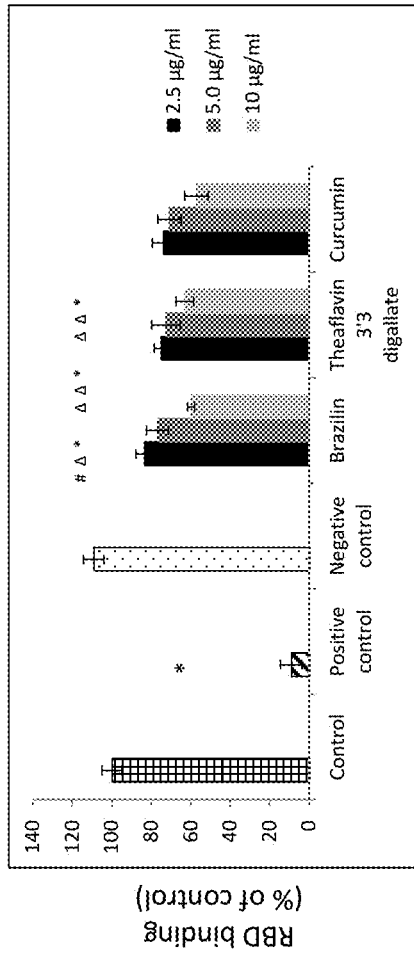 RBD binding
(% of control)
140
120
100
80
60
40
20
0
*
# Δ * Δ Δ * Δ Δ *
Control
Positive
control
Negative
control
Brazilin
Theaflavin
3'3
digallate
Curcumin
2.5 µg/ml
5.0 µg/ml
10 µg/ml